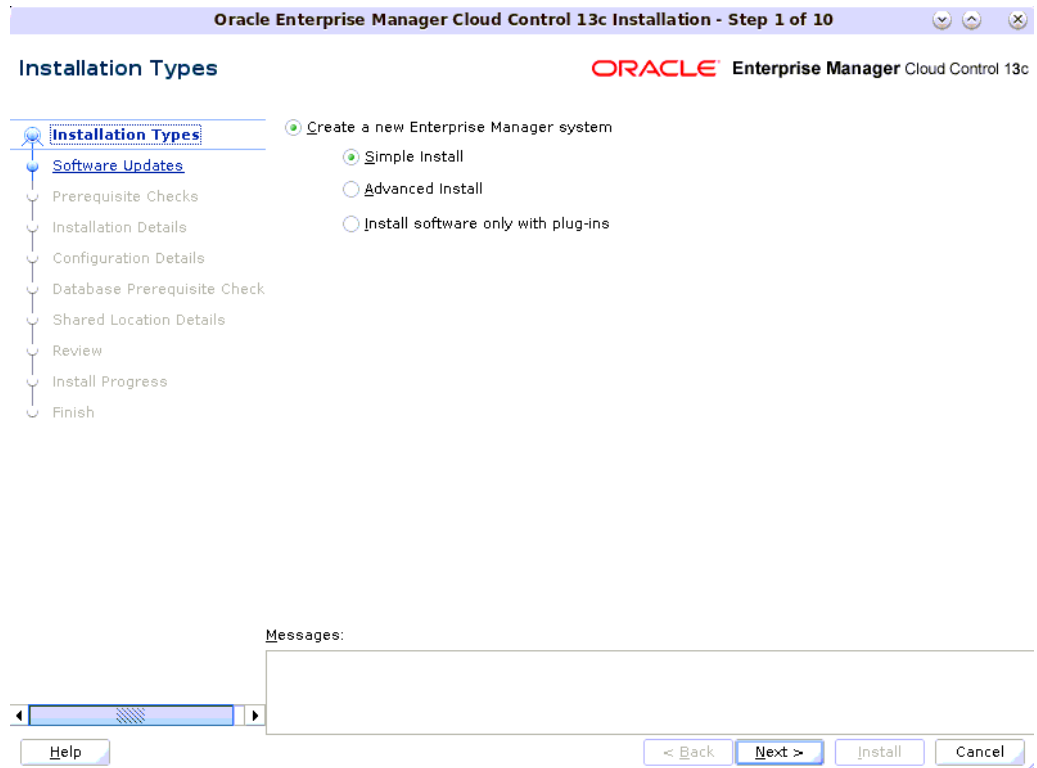 Oracle Enterprise Manager Cloud Control 13c Installation - Step 1 of 10
Installation Types
ORACLE Enterprise Manager Cloud Control 13c
Installation Types
Software Updates
Prerequisite Checks
Installation Details
Configuration Details
Database Prerequisite Check
Shared Location Details
Review
Install Progress
Finish
Create a new Enterprise Manager system
Simple Install
Advanced Install
Install software only with plug-ins
Messages:
Help
< Back
Next >
Install
Cancel